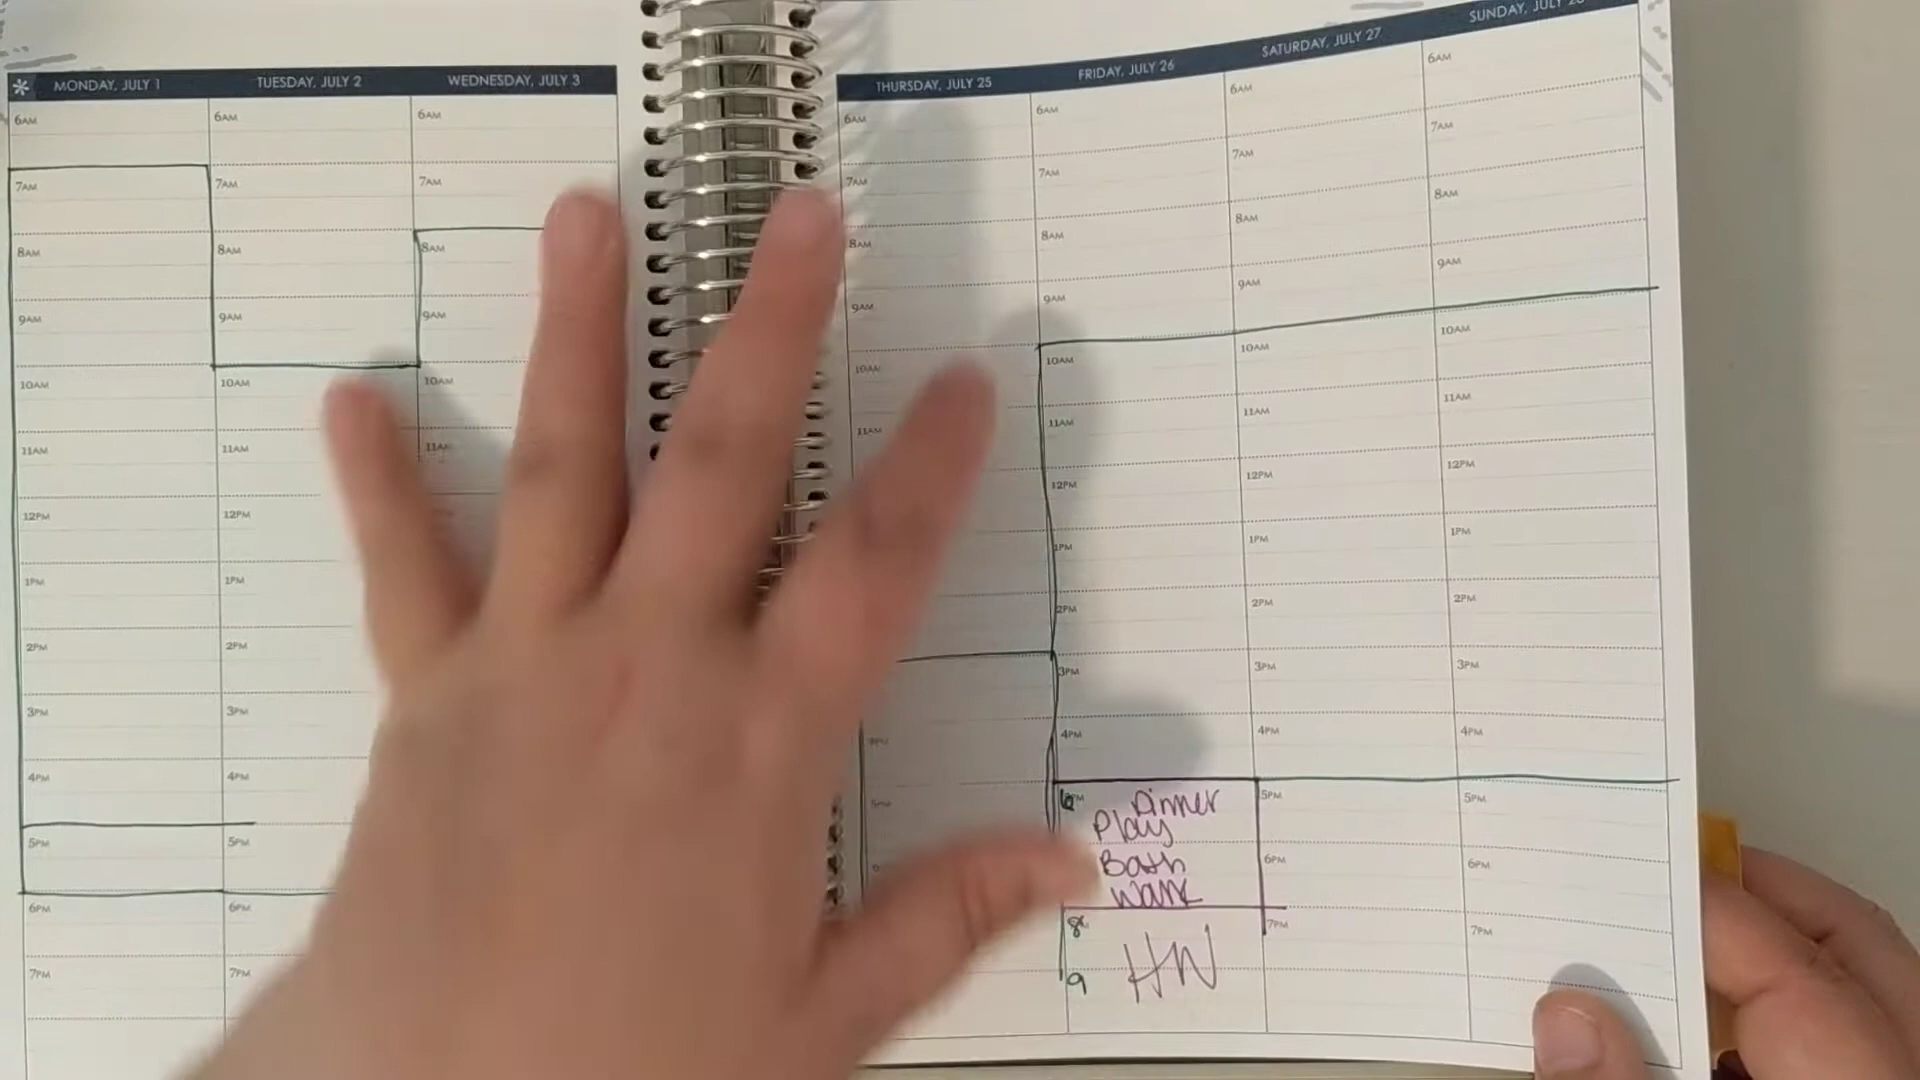 * MONDAY, JULY 1 TUESDAY, JULY 2 WEDNESDAY, JULY 3
6AM 6AM 6AM
7AM 7AM 7AM
8AM 8AM 8AM
9AM 9AM 9AM
10AM 10AM 10AM
11AM 11AM 11AM
12PM 12PM
1PM 1PM
2PM 2PM
3PM 3PM
4PM 4PM
5PM 5PM
6PM 6PM
7PM 7PM
THURSDAY, JULY 25 FRIDAY, JULY 26 SATURDAY, JULY 27 SUNDAY, JULY
6AM 6AM 6AM 6AM
7AM 7AM 7AM 7AM
8AM 8AM 8AM 8AM
9AM 9AM 9AM 9AM
10AM 10AM 10AM 10AM
11AM 11AM 11AM 11AM
12PM 12PM 12PM
1PM 1PM 1PM
2PM 2PM 2PM
3PM 3PM 3PM
4PM 4PM 4PM
5PM 6 Dinner 5PM 5PM
Play
Bath 6PM 6PM
Walk
8 7PM 7PM
HW
9